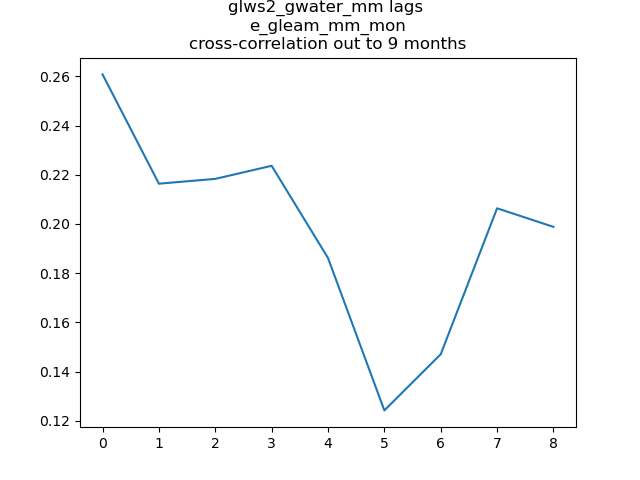 glws2_gwater_mm lags
e_gleam_mm_mon
cross-correlation out to 9 months
0.26
0.24
0.22
0.20
0.18
0.16
0.14
0.12
0 1 2 3 4 5 6 7 8